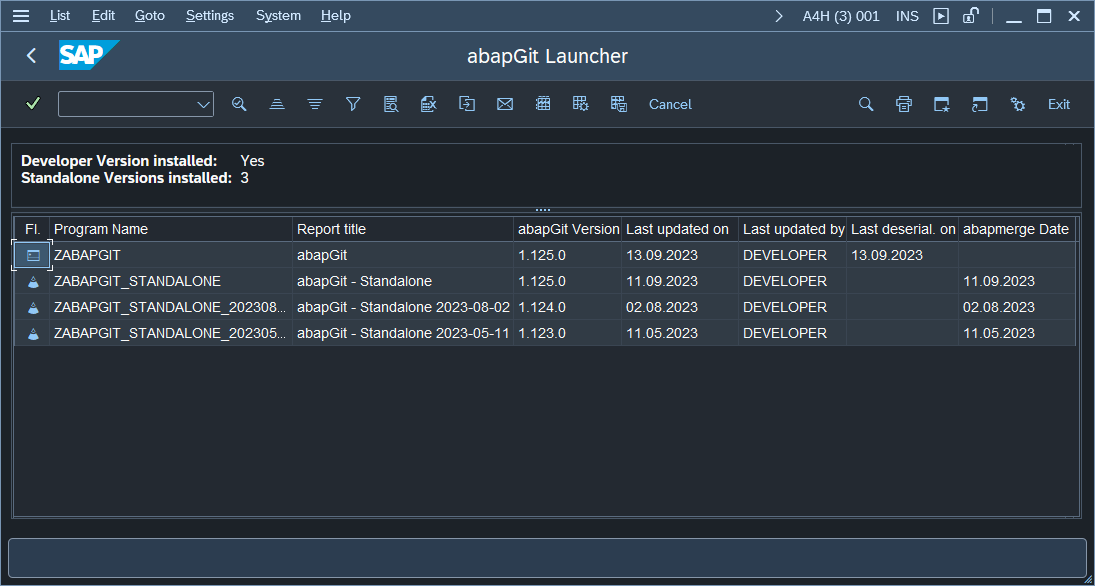 List Edit Goto Settings System Help A4H (3) 001 INS
SAP abapGit Launcher
Cancel Exit
Developer Version installed: Yes
Standalone Versions installed: 3
Fl. Program Name Report title abapGit Version Last updated on Last updated by Last deserial. on abapmerge Date
ZABAPGIT abapGit 1.125.0 13.09.2023 DEVELOPER 13.09.2023
ZABAPGIT_STANDALONE abapGit - Standalone 1.125.0 11.09.2023 DEVELOPER 11.09.2023
ZABAPGIT_STANDALONE_202308... abapGit - Standalone 2023-08-02 1.124.0 02.08.2023 DEVELOPER 02.08.2023
ZABAPGIT_STANDALONE_202305... abapGit - Standalone 2023-05-11 1.123.0 11.05.2023 DEVELOPER 11.05.2023